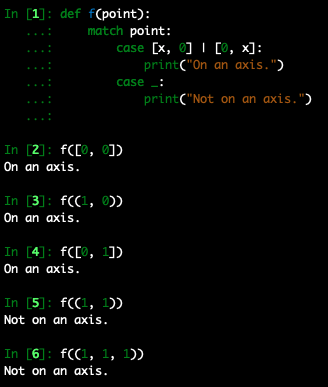 In [1]: def f(point):
   ...:     match point:
   ...:         case [x, 0] | [0, x]:
   ...:             print("On an axis.")
   ...:         case _:
   ...:             print("Not on an axis.")
   ...:
In [2]: f([0, 0])
On an axis.
In [3]: f((1, 0))
On an axis.
In [4]: f([0, 1])
On an axis.
In [5]: f((1, 1))
Not on an axis.
In [6]: f((1, 1, 1))
Not on an axis.